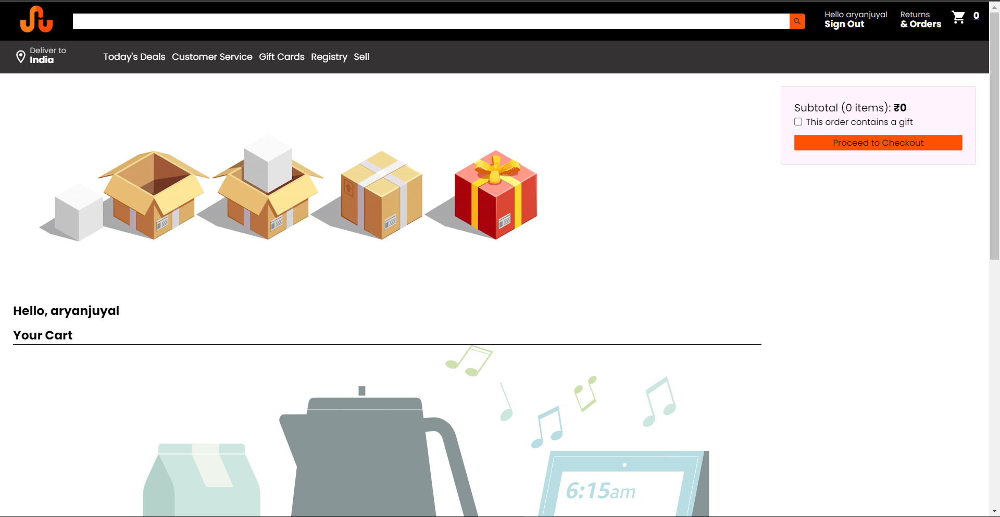 Hello aryanjuyal
Sign Out
Returns
& Orders
0
Deliver to
India
Today's Deals Customer Service Gift Cards Registry Sell
Subtotal (0 items): ₹0
This order contains a gift
Proceed to Checkout
Hello, aryanjuyal
Your Cart
6:15am